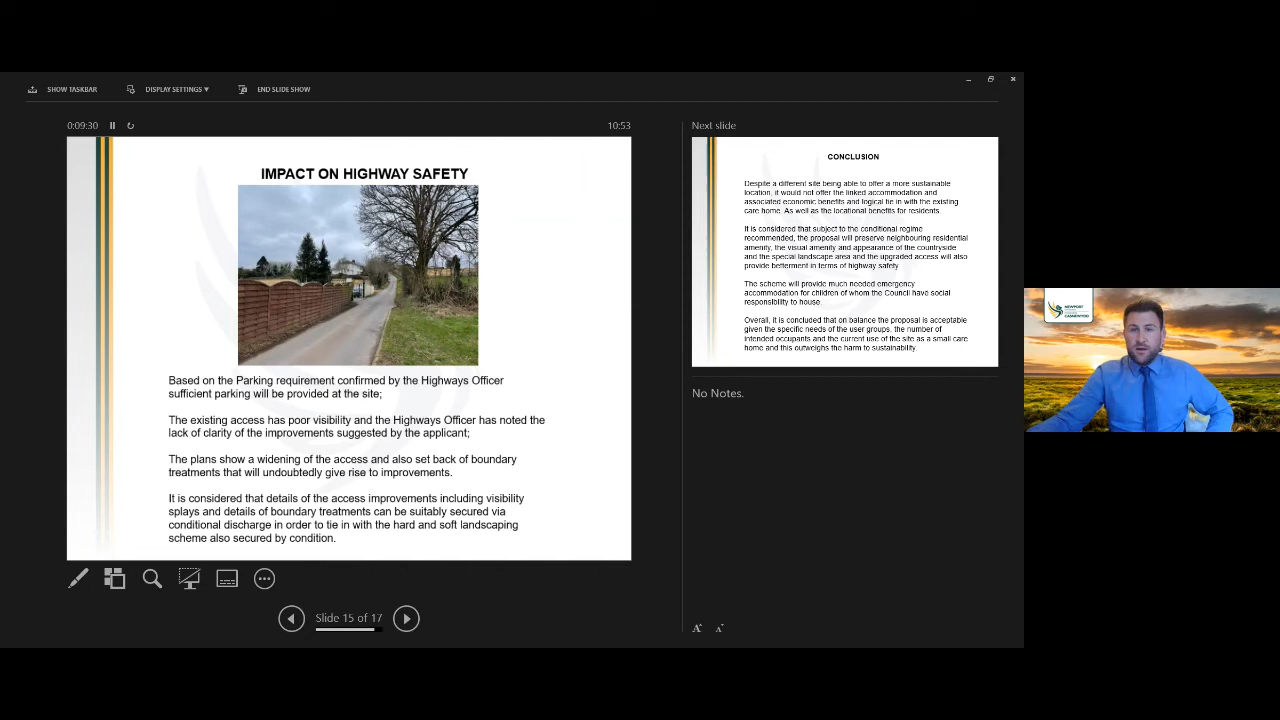 SHOW TASKBAR
DISPLAY SETTINGS ▼
END SLIDE SHOW
0:09:30
10:53
IMPACT ON HIGHWAY SAFETY
Based on the Parking requirement confirmed by the Highways Officer
sufficient parking will be provided at the site;
The existing access has poor visibility and the Highways Officer has noted the
lack of clarity of the improvements suggested by the applicant;
The plans show a widening of the access and also set back of boundary
treatments that will undoubtedly give rise to improvements.
It is considered that details of the access improvements including visibility
splays and details of boundary treatments can be suitably secured via
conditional discharge in order to tie in with the hard and soft landscaping
scheme also secured by condition.
Slide 15 of 17
Next slide
CONCLUSION
Despite a different site being able to offer a more sustainable
location, it would not offer the linked accommodation and
associated economic benefits and logical tie in with the existing
care home. As well as the locational benefits for residents.
It is considered that subject to the conditional regime
recommended, the proposal will preserve neighbouring residential
amenity, the visual amenity and appearance of the countryside
and the special landscape area and the upgraded access will also
provide betterment in terms of highway safety
The scheme will provide much needed emergency
accommodation for children of whom the Council have social
responsibility to house.
Overall, it is concluded that on balance the proposal is acceptable
given the specific needs of the user groups, the number of
intended occupants and the current use of the site as a small care
home and this outweighs the harm to sustainability.
No Notes.
A A
NEWPORT
CASNEWYDD